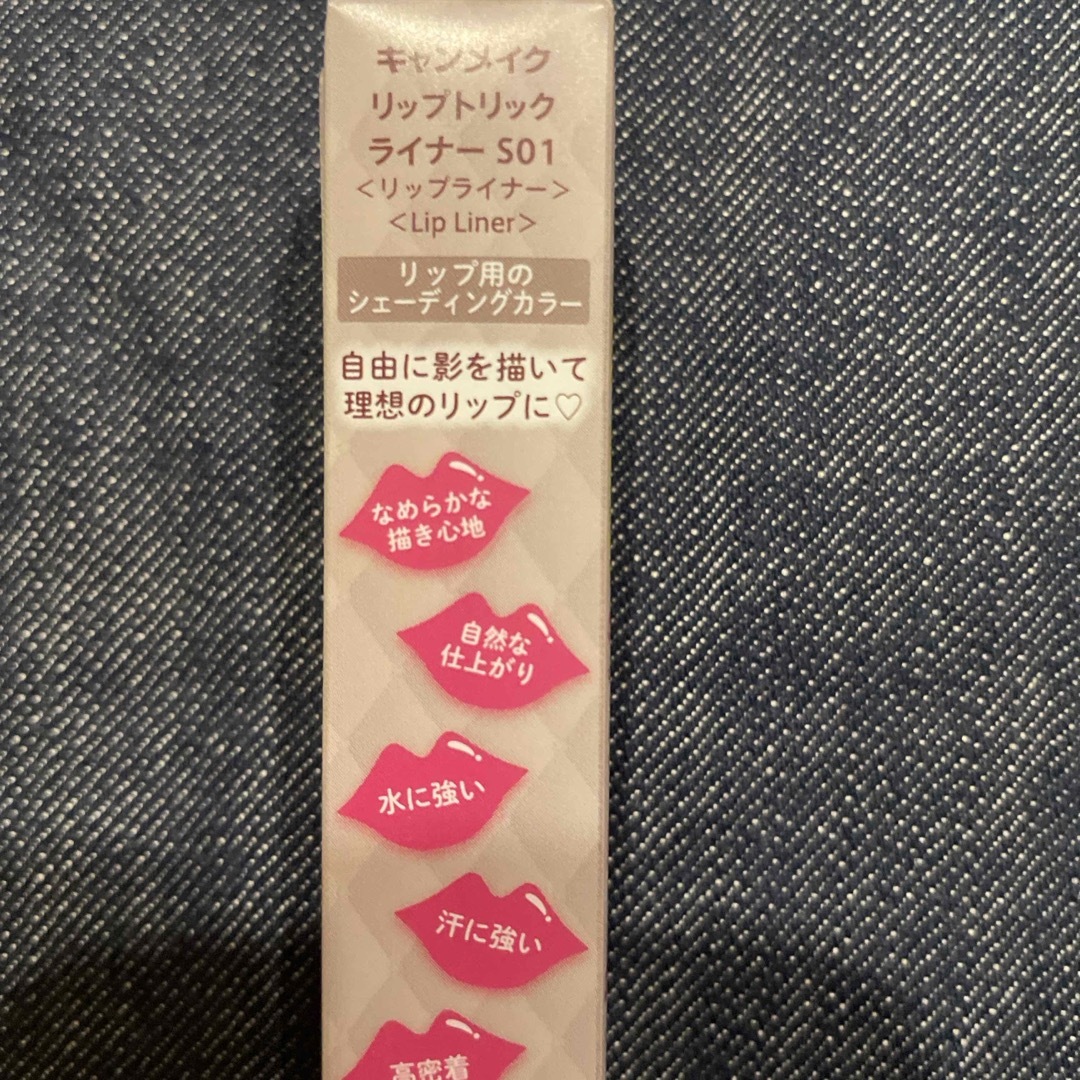 キャンメイク
リップトリック
ライナー S01
＜リップライナー＞
＜Lip Liner＞
リップ用の
シェーディングカラー
自由に影を描いて
理想のリップに♡
なめらかな
描き心地
自然な
仕上がり
水に強い
汗に強い
高密着